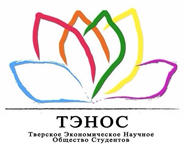 ТЭНОС
Тверское Экономическое Научное
Общество Студентов